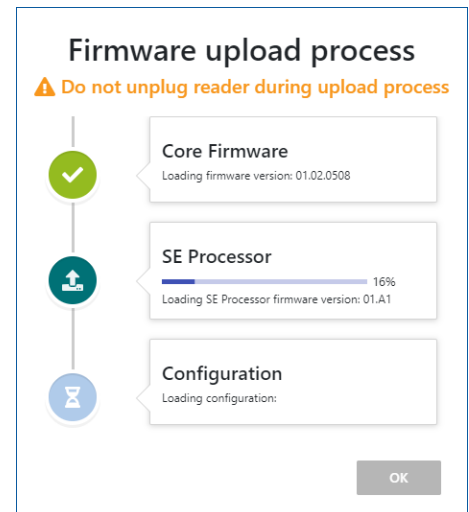 Firmware upload process
Do not unplug reader during upload process
Core Firmware
Loading firmware version: 01.02.0508
SE Processor
16%
Loading SE Processor firmware version: 01.A1
Configuration
Loading configuration:
OK